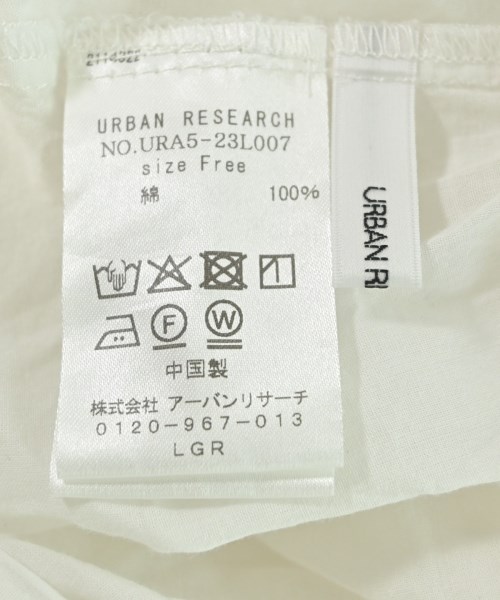 URBAN RESEARCH
NO.URA5-23L007
size Free
綿 100%
F W
中国製
株式会社 アーバンリサーチ
0120-967-013
LGR
URBAN RE